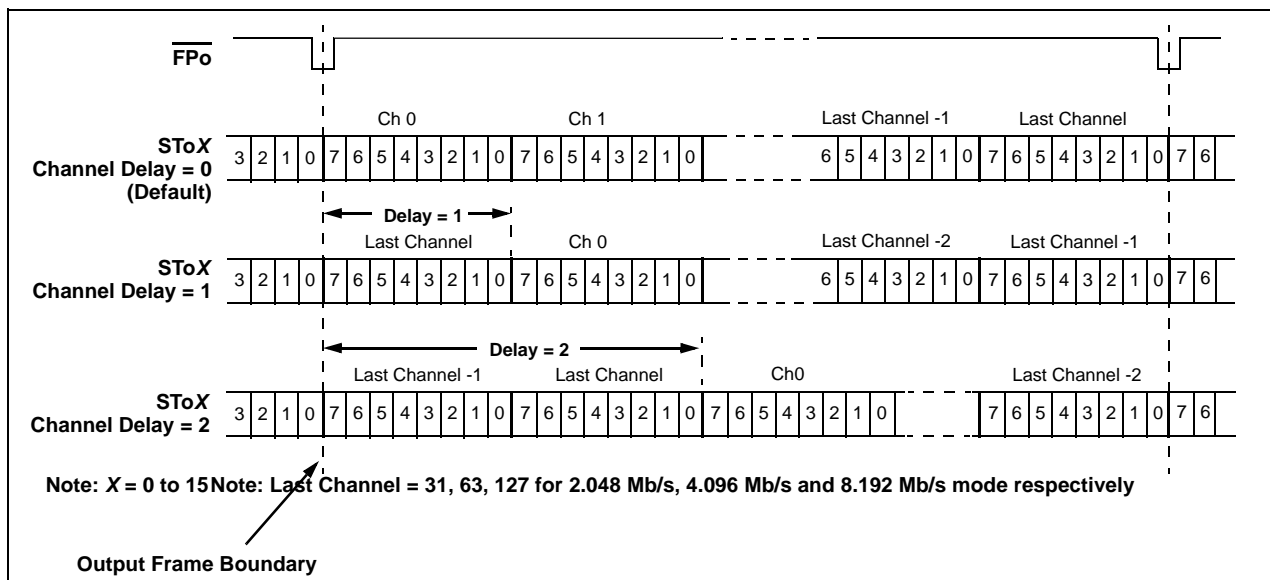 FPo
Ch 0 Ch 1 Last Channel -1 Last Channel
SToX
Channel Delay = 0
(Default)
3 2 1 0 7 6 5 4 3 2 1 0 7 6 5 4 3 2 1 0 6 5 4 3 2 1 0 7 6 5 4 3 2 1 0 7 6
Delay = 1
Last Channel Ch 0 Last Channel -2 Last Channel -1
SToX
Channel Delay = 1
3 2 1 0 7 6 5 4 3 2 1 0 7 6 5 4 3 2 1 0 6 5 4 3 2 1 0 7 6 5 4 3 2 1 0 7 6
Delay = 2
Last Channel -1 Last Channel Ch0 Last Channel -2
SToX
Channel Delay = 2
3 2 1 0 7 6 5 4 3 2 1 0 7 6 5 4 3 2 1 0 7 6 5 4 3 2 1 0 7 6 5 4 3 2 1 0 7 6
Note: X = 0 to 15Note: Last Channel = 31, 63, 127 for 2.048 Mb/s, 4.096 Mb/s and 8.192 Mb/s mode respectively
Output Frame Boundary